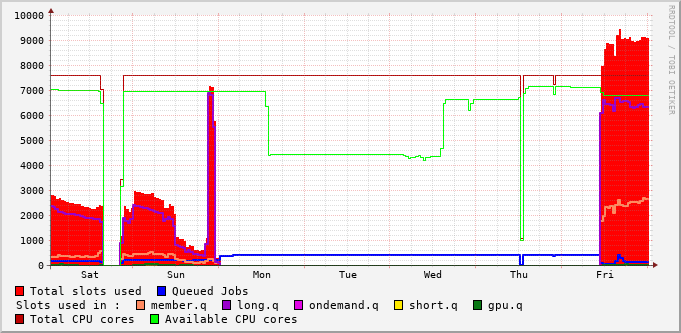 10000
9000
8000
7000
6000
5000
4000
3000
2000
1000
0
Sat Sun Mon Tue Wed Thu Fri
RRDTOOL / TOBI OETIKER
Total slots used Queued Jobs
Slots used in : member.q long.q ondemand.q short.q gpu.q
Total CPU cores Available CPU cores